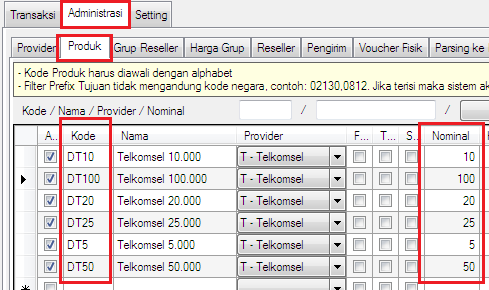 Transaksi Administrasi Setting
Provider Produk Grup Reseller Harga Grup Reseller Pengirim Voucher Fisik Parsing ke
- Kode Produk harus diawali dengan alphabet
- Filter Prefix Tujuan tidak mengandung kode negara, contoh: 02130,0812. Jika terisi maka sistem ak
Kode / Nama / Provider / Nominal / /
A... Kode Nama Provider F... T... S... Nominal
DT10 Telkomsel 10.000 T - Telkomsel 10
DT100 Telkomsel 100.000 T - Telkomsel 100
DT20 Telkomsel 20.000 T - Telkomsel 20
DT25 Telkomsel 25.000 T - Telkomsel 25
DT5 Telkomsel 5.000 T - Telkomsel 5
DT50 Telkomsel 50.000 T - Telkomsel 50